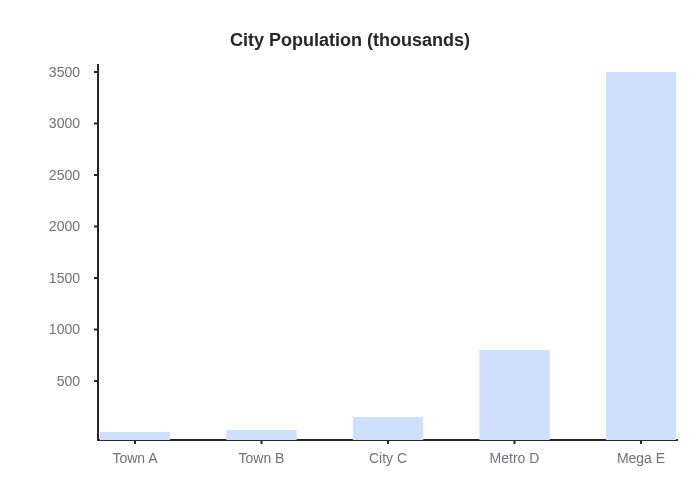 City Population (thousands)
3500
3000
2500
2000
1500
1000
500
Town A
Town B
City C
Metro D
Mega E